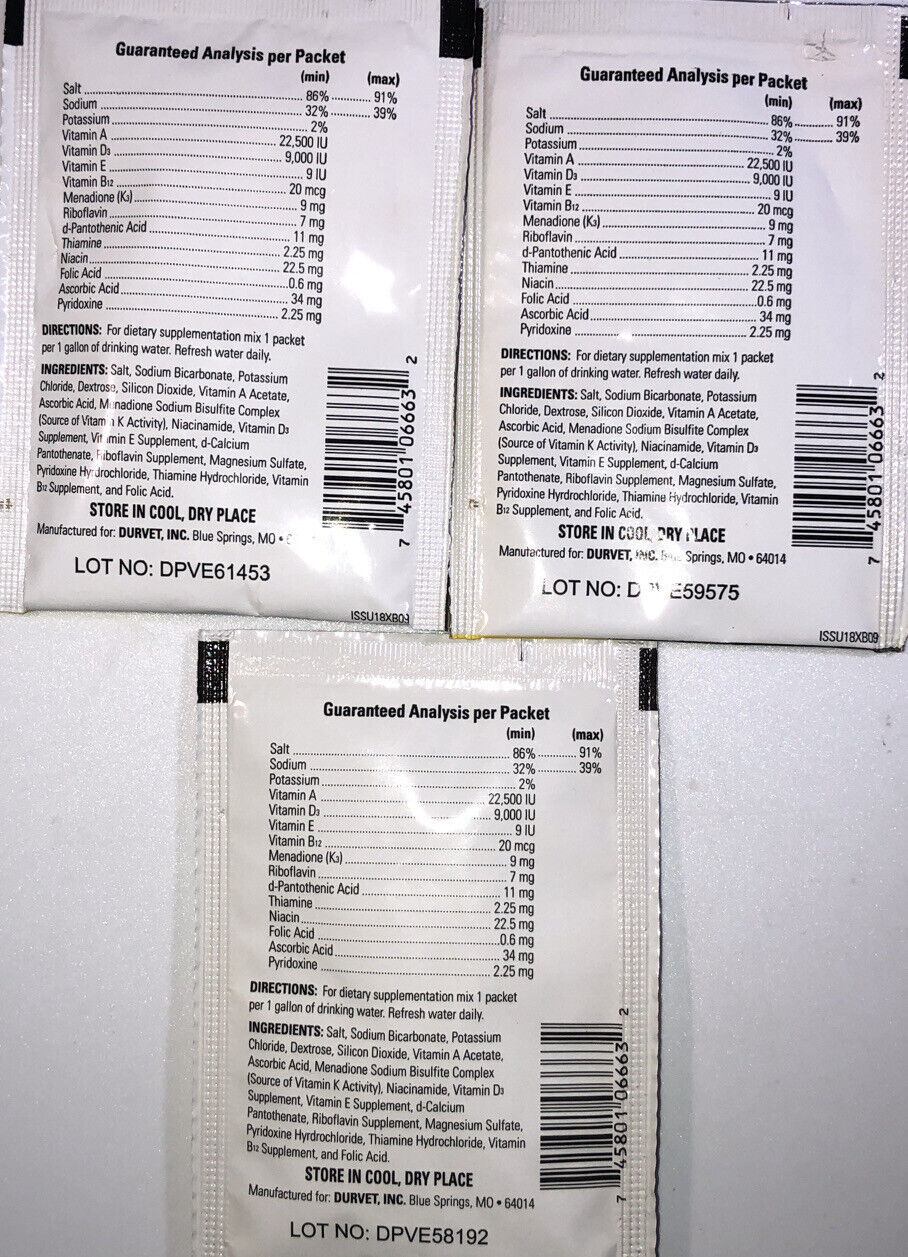 Guaranteed Analysis per Packet
(min) (max)
Salt 86% 91%
Sodium 32% 39%
Potassium 2%
Vitamin A 22,500 IU
Vitamin D3 9,000 IU
Vitamin E 9 IU
Vitamin B12 20 mcg
Menadione (K3) 9 mg
Riboflavin 7 mg
d-Pantothenic Acid 11 mg
Thiamine 2.25 mg
Niacin 22.5 mg
Folic Acid 0.6 mg
Ascorbic Acid 34 mg
Pyridoxine 2.25 mg
DIRECTIONS: For dietary supplementation mix 1 packet
per 1 gallon of drinking water. Refresh water daily.
INGREDIENTS: Salt, Sodium Bicarbonate, Potassium
Chloride, Dextrose, Silicon Dioxide, Vitamin A Acetate,
Ascorbic Acid, Menadione Sodium Bisulfite Complex
(Source of Vitamin K Activity), Niacinamide, Vitamin D3
Supplement, Vitamin E Supplement, d-Calcium
Pantothenate, Riboflavin Supplement, Magnesium Sulfate,
Pyridoxine Hyrdrochloride, Thiamine Hydrochloride, Vitamin
B12 Supplement, and Folic Acid.
STORE IN COOL, DRY PLACE
Manufactured for: DURVET, INC. Blue Springs, MO •
LOT NO: DPVE61453
ISSU18XB09
7 45801 06663 2
Guaranteed Analysis per Packet
(min) (max)
Salt 86% 91%
Sodium 32% 39%
Potassium 2%
Vitamin A 22,500 IU
Vitamin D3 9,000 IU
Vitamin E 9 IU
Vitamin B12 20 mcg
Menadione (K3) 9 mg
Riboflavin 7 mg
d-Pantothenic Acid 11 mg
Thiamine 2.25 mg
Niacin 22.5 mg
Folic Acid 0.6 mg
Ascorbic Acid 34 mg
Pyridoxine 2.25 mg
DIRECTIONS: For dietary supplementation mix 1 packet
per 1 gallon of drinking water. Refresh water daily.
INGREDIENTS: Salt, Sodium Bicarbonate, Potassium
Chloride, Dextrose, Silicon Dioxide, Vitamin A Acetate,
Ascorbic Acid, Menadione Sodium Bisulfite Complex
(Source of Vitamin K Activity), Niacinamide, Vitamin D3
Supplement, Vitamin E Supplement, d-Calcium
Pantothenate, Riboflavin Supplement, Magnesium Sulfate,
Pyridoxine Hyrdrochloride, Thiamine Hydrochloride, Vitamin
B12 Supplement, and Folic Acid.
STORE IN COOL, DRY PLACE
Manufactured for: DURVET, INC. Springs, MO • 64014
LOT NO:
ISSU18XB09
7 45801 06663 2
Guaranteed Analysis per Packet
(min) (max)
Salt 86% 91%
Sodium 32% 39%
Potassium 2%
Vitamin A 22,500 IU
Vitamin D3 9,000 IU
Vitamin E 9 IU
Vitamin B12 20 mcg
Menadione (K3) 9 mg
Riboflavin 7 mg
d-Pantothenic Acid 11 mg
Thiamine 2.25 mg
Niacin 22.5 mg
Folic Acid 0.6 mg
Ascorbic Acid 34 mg
Pyridoxine 2.25 mg
DIRECTIONS: For dietary supplementation mix 1 packet
per 1 gallon of drinking water. Refresh water daily.
INGREDIENTS: Salt, Sodium Bicarbonate, Potassium
Chloride, Dextrose, Silicon Dioxide, Vitamin A Acetate,
Ascorbic Acid, Menadione Sodium Bisulfite Complex
(Source of Vitamin K Activity), Niacinamide, Vitamin D3
Supplement, Vitamin E Supplement, d-Calcium
Pantothenate, Riboflavin Supplement, Magnesium Sulfate,
Pyridoxine Hyrdrochloride, Thiamine Hydrochloride, Vitamin
B12 Supplement, and Folic Acid.
STORE IN COOL, DRY PLACE
Manufactured for: DURVET, INC. Blue Springs, MO • 64014
LOT NO: DPVE58192
7 45801 06663 2